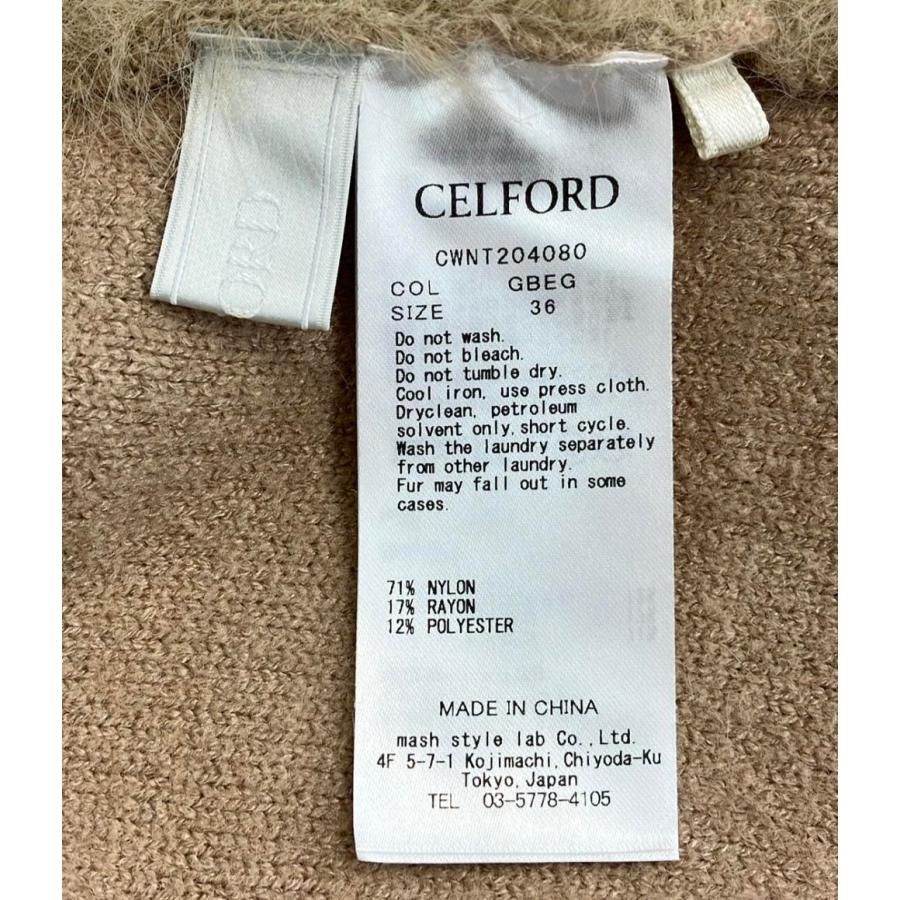 CELFORD
CWNT204080
COL GBEG
SIZE 36
Do not wash.
Do not bleach.
Do not tumble dry.
Cool iron, use press cloth.
Dryclean, petroleum
solvent only, short cycle.
Wash the laundry separately
from other laundry.
Fur may fall out in some
cases.
71% NYLON
17% RAYON
12% POLYESTER
MADE IN CHINA
mash style lab Co., Ltd.
4F 5-7-1 Kojimachi, Chiyoda-Ku
Tokyo, Japan
TEL 03-5778-4105
ORD